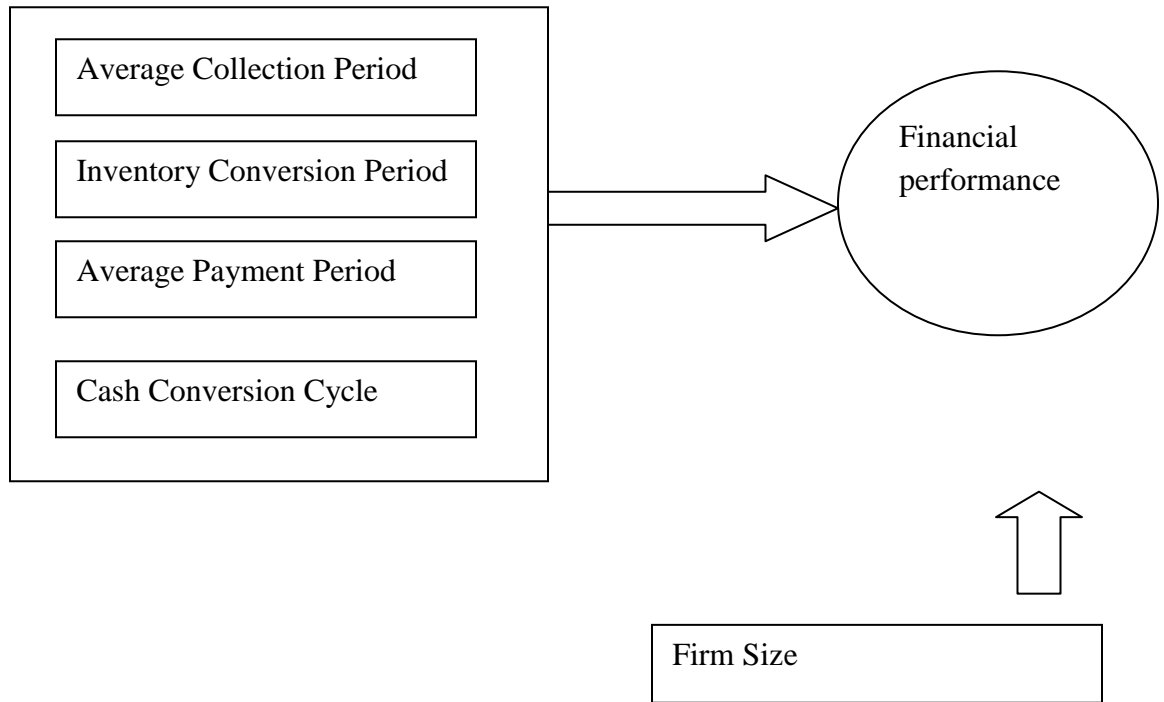 Average Collection Period
Inventory Conversion Period
Average Payment Period
Cash Conversion Cycle
Financial
performance
Firm Size